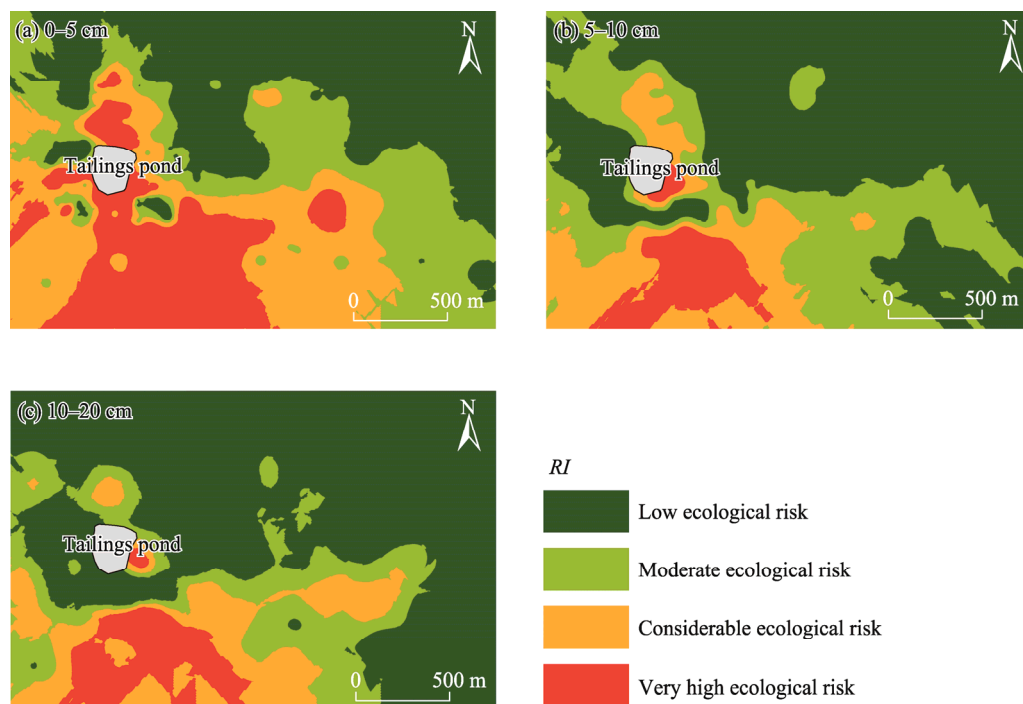 (a) 0–5 cm
N
Tailings pond
0 500 m
(b) 5–10 cm
N
Tailings pond
0 500 m
(c) 10–20 cm
N
Tailings pond
0 500 m
RI
Low ecological risk
Moderate ecological risk
Considerable ecological risk
Very high ecological risk